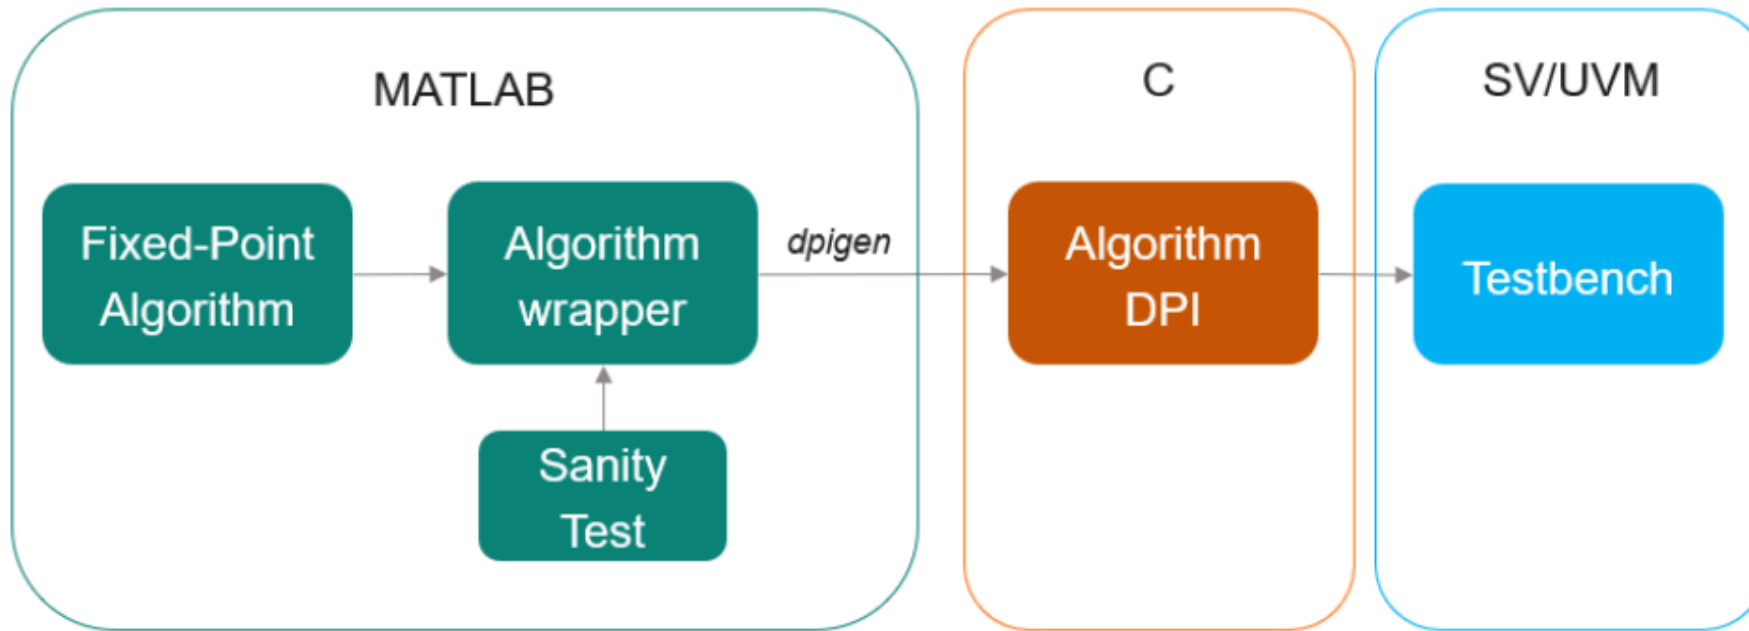 MATLAB
C
SV/UVM
Fixed-Point
Algorithm
Algorithm
wrapper
dpigen
Algorithm
DPI
Testbench
Sanity
Test